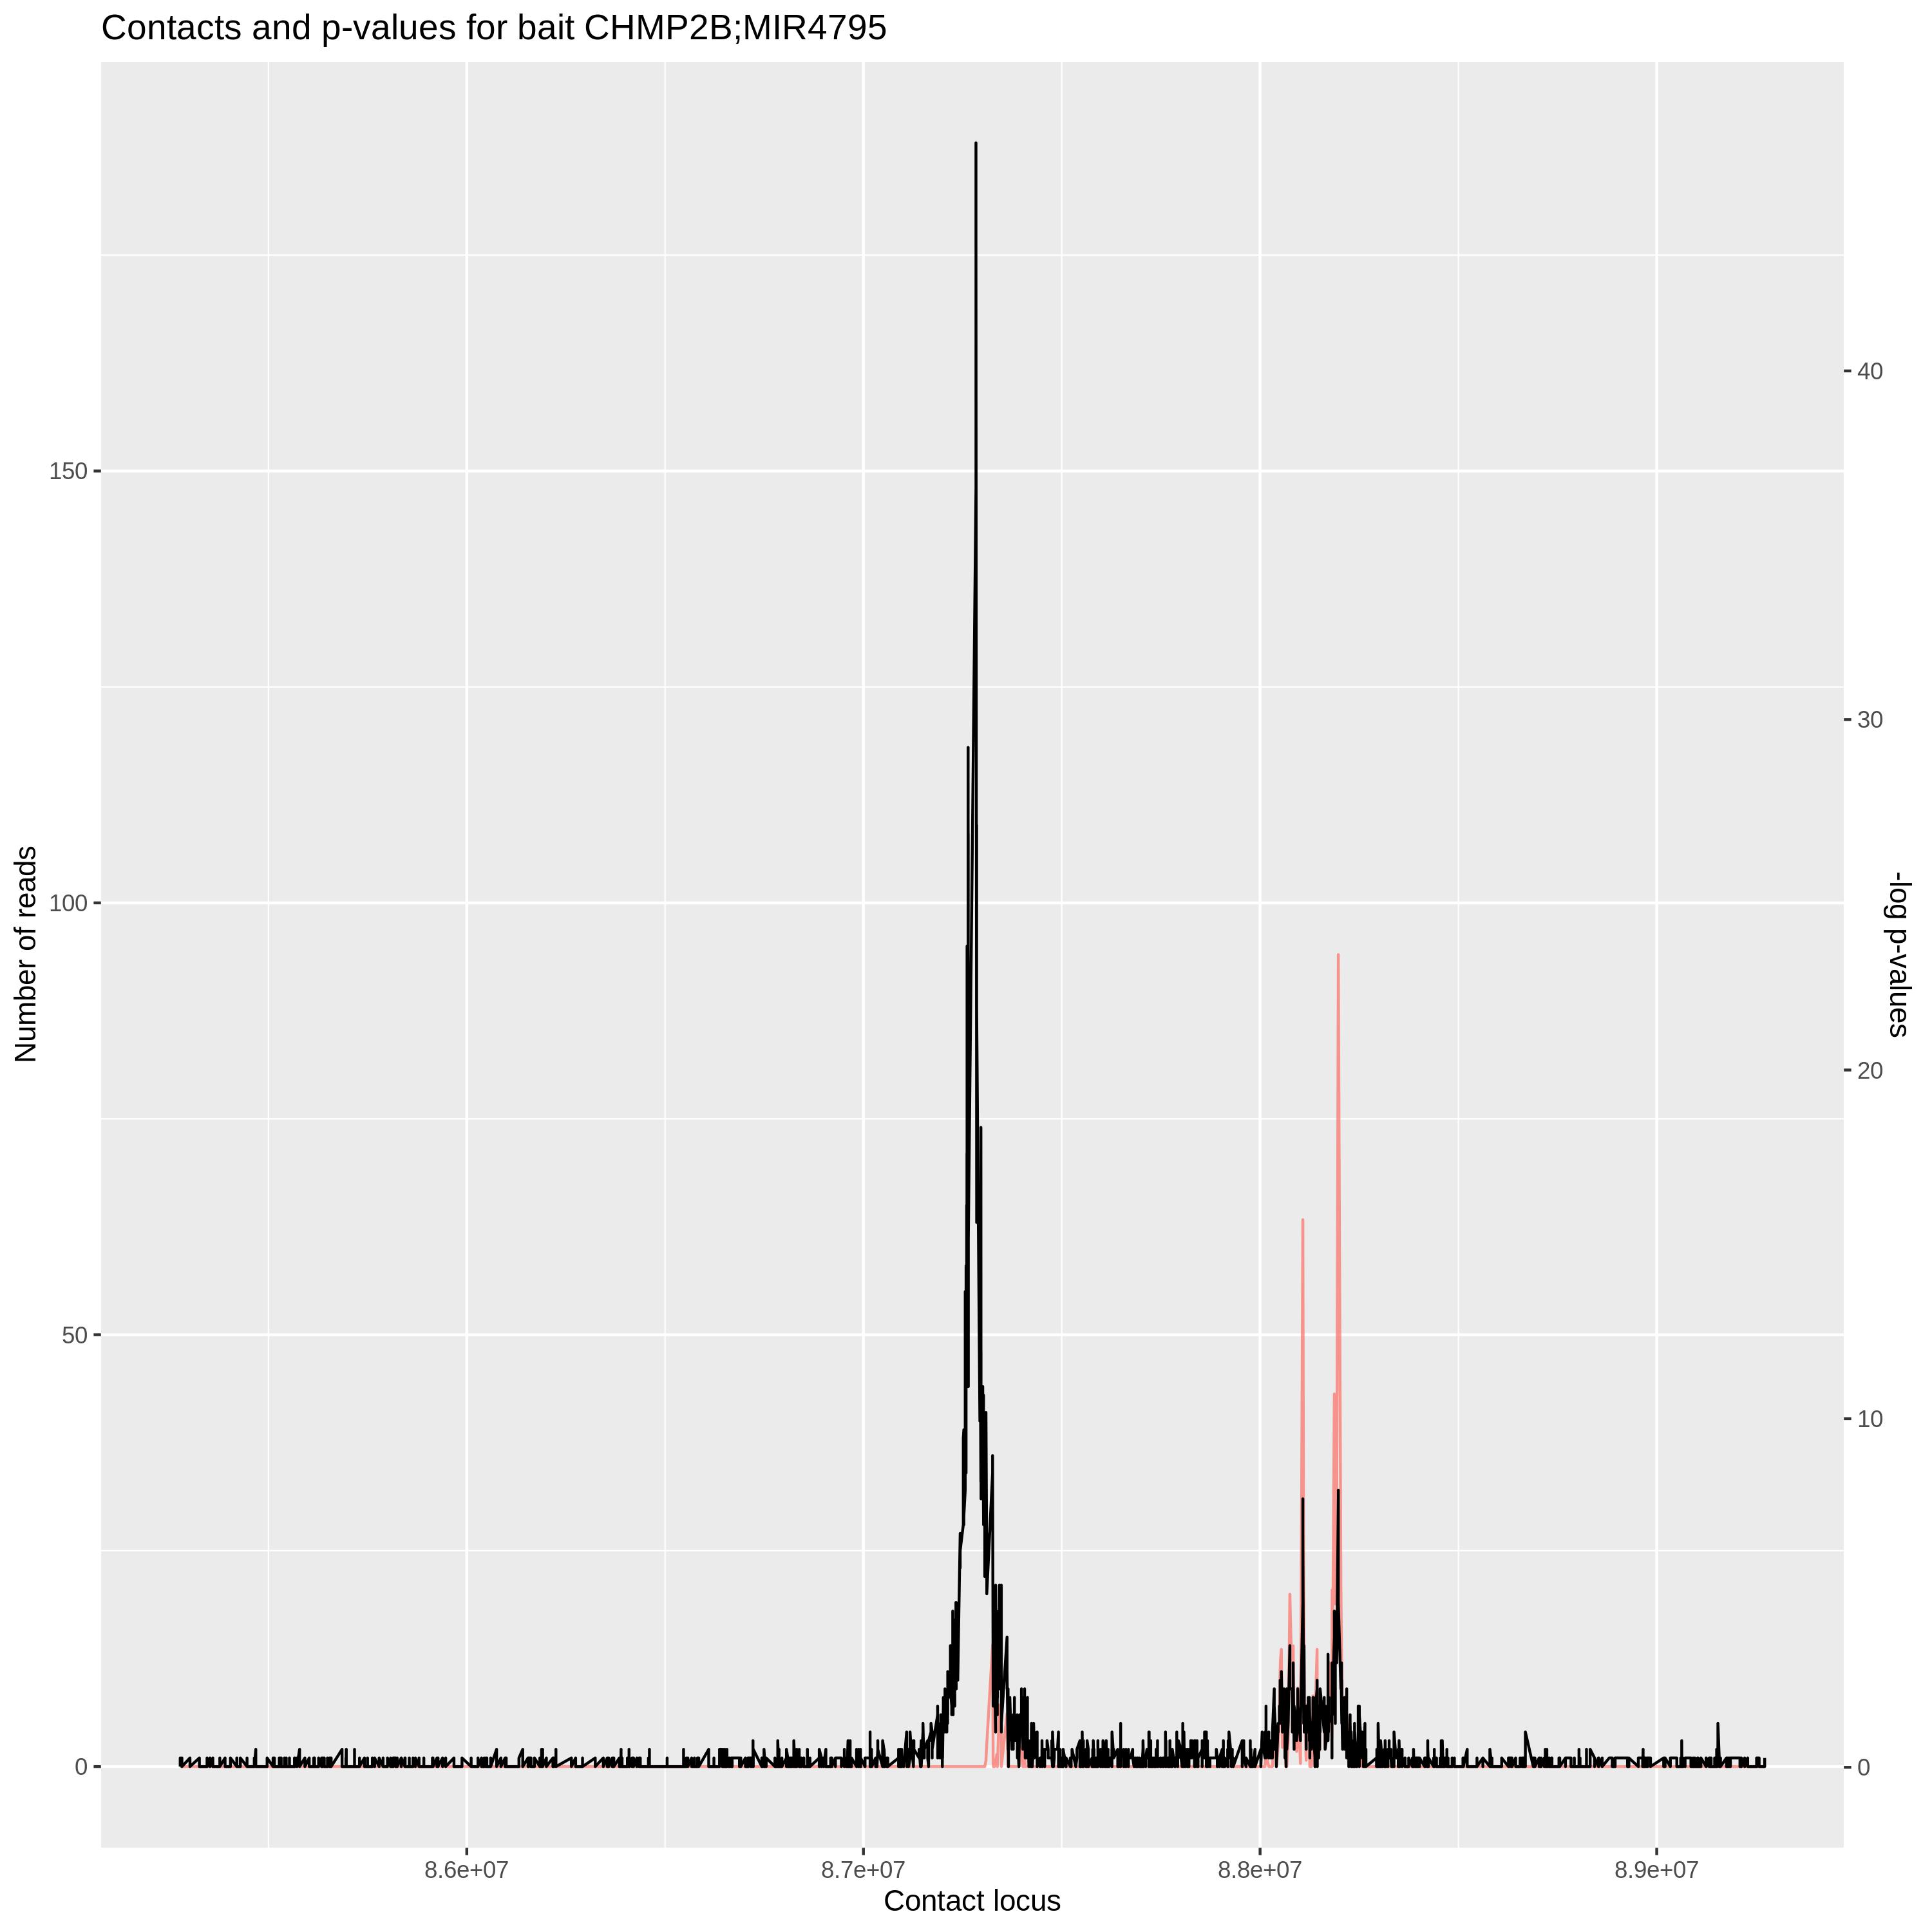 Contacts and p-values for bait CHMP2B;MIR4795
Number of reads
150
100
50
0
40
30
20
10
0
-log p-values
8.6e+07
8.7e+07
8.8e+07
8.9e+07
Contact locus